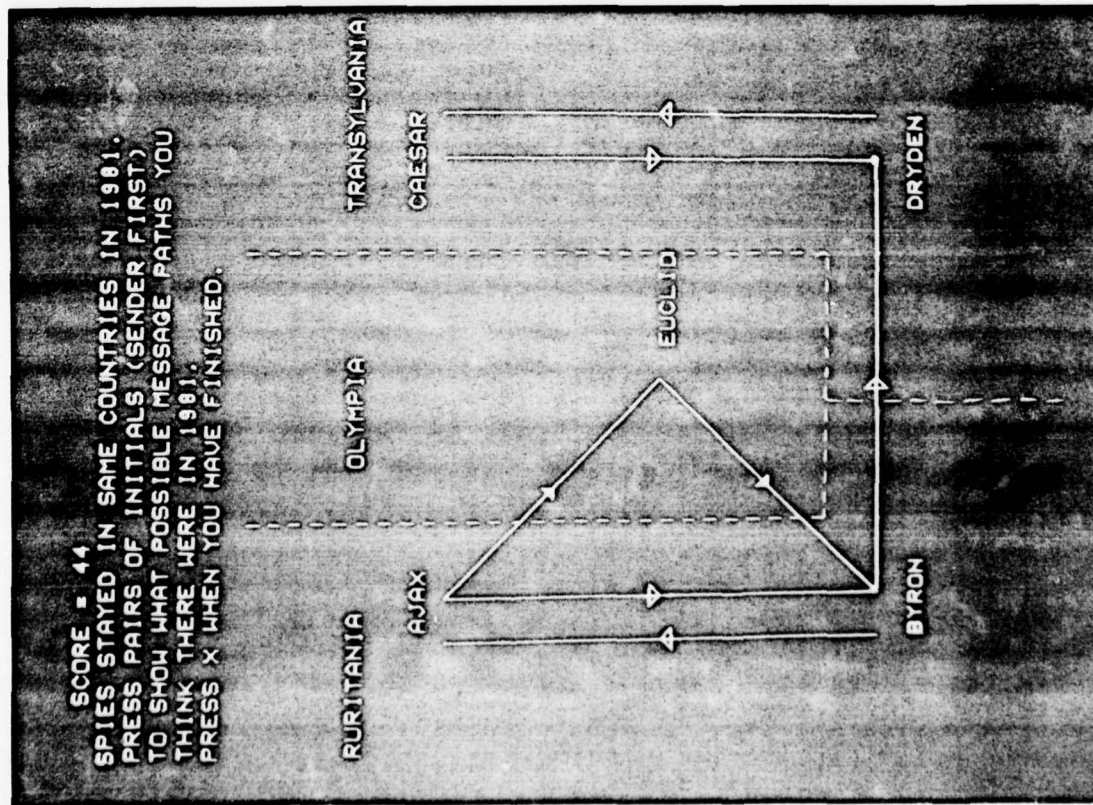 SCORE = 44
SPIES STAYED IN SAME COUNTRIES IN 1981.
PRESS PAIRS OF INITIALS (SENDER FIRST)
TO SHOW WHAT POSSIBLE MESSAGE PATHS YOU
THINK THERE WERE IN 1981.
PRESS X WHEN YOU HAVE FINISHED.
RURITANIA OLYMPIA TRANSYLVANIA
AJAX CAESAR
EUCLID
BYRON DRYDEN